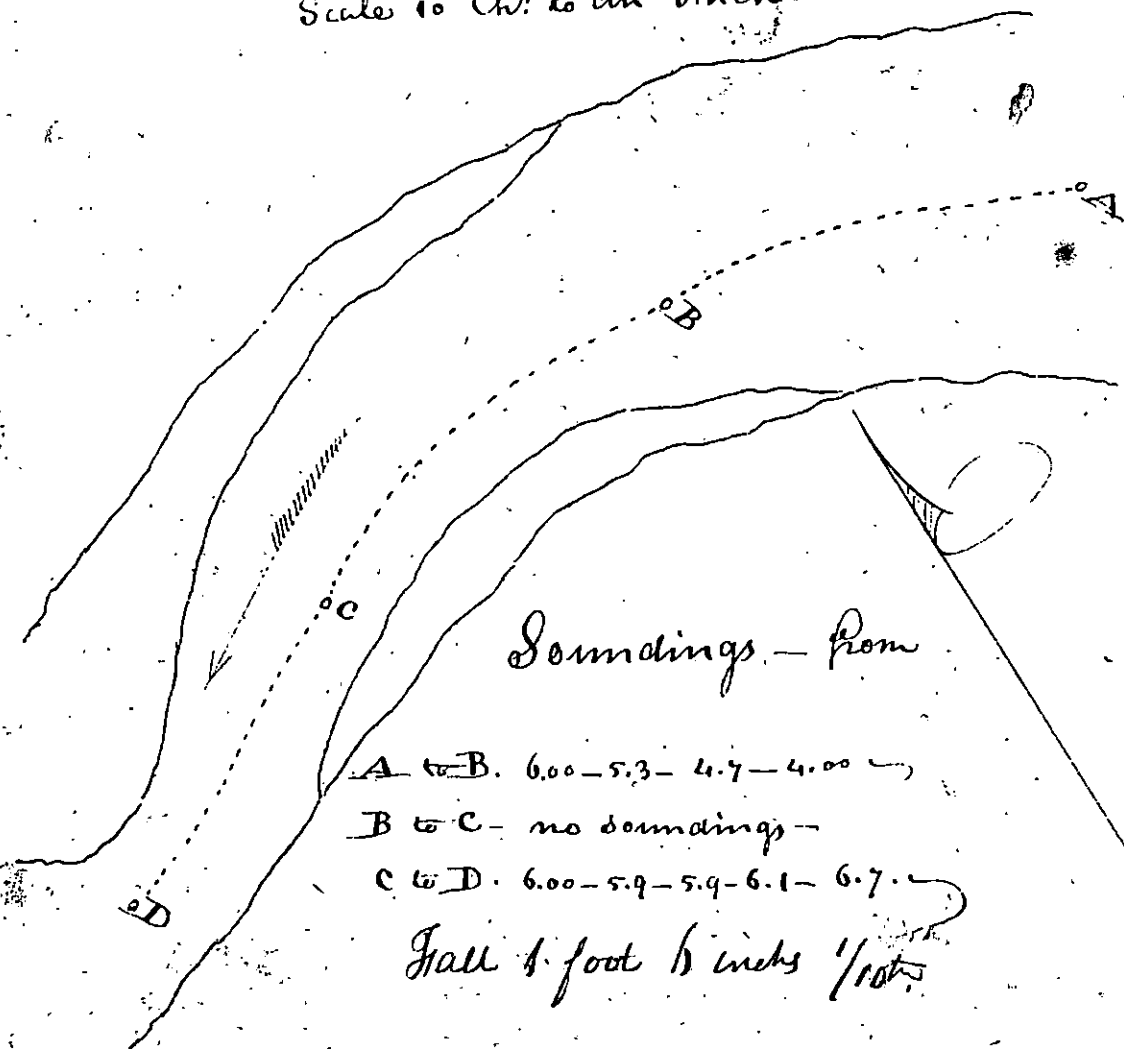 Scale 10 Ch: to an Inch.
A
B
C
Soundings — from
A to B. 6.00 – 5.3 – 4.7 – 4.00
B to C – no soundings –
C to D. 6.00 – 5.9 – 5.9 – 6.1 – 6.7.
D
Fall 1. foot 6 inchs 1/10th.